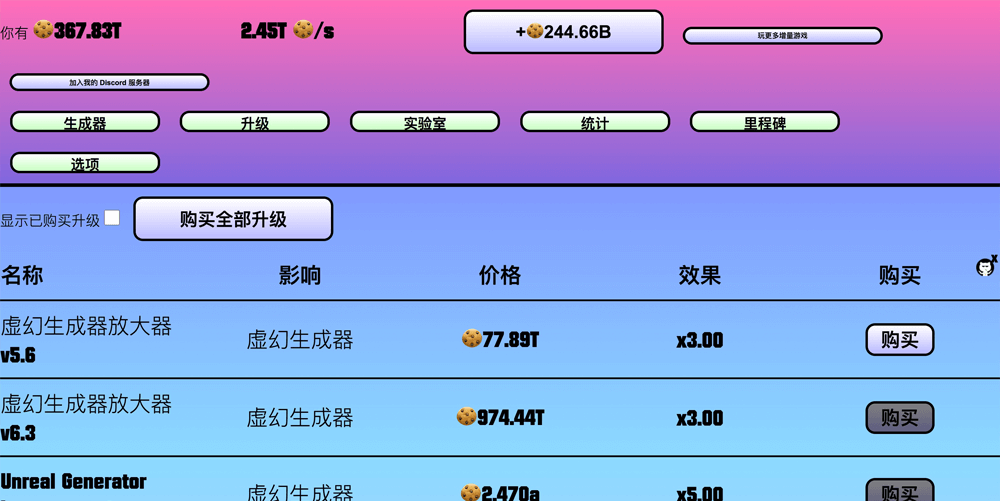 你有 367.83T
2.45T /s
+244.66B
玩更多增量游戏
加入我的 Discord 服务器
生成器
升级
实验室
统计
里程碑
选项
显示已购买升级
购买全部升级
名称 影响 价格 效果 购买
x
虚幻生成器放大器
v5.6
虚幻生成器 77.89T x3.00 购买
虚幻生成器放大器
v6.3
虚幻生成器 974.44T x3.00 购买
Unreal Generator
虚幻生成器 2.470a x5.00 购买